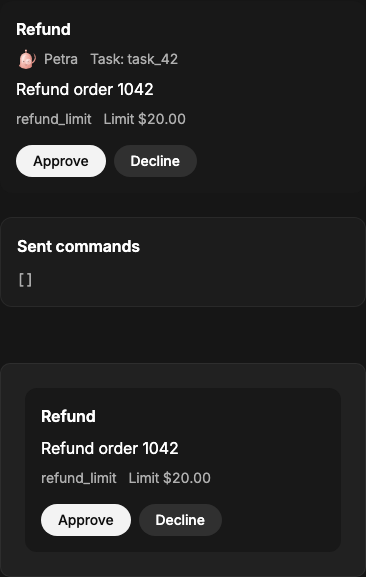 Refund
Petra Task: task_42
Refund order 1042
refund_limit Limit $20.00
Approve Decline
Sent commands
[]
Refund
Refund order 1042
refund_limit Limit $20.00
Approve Decline